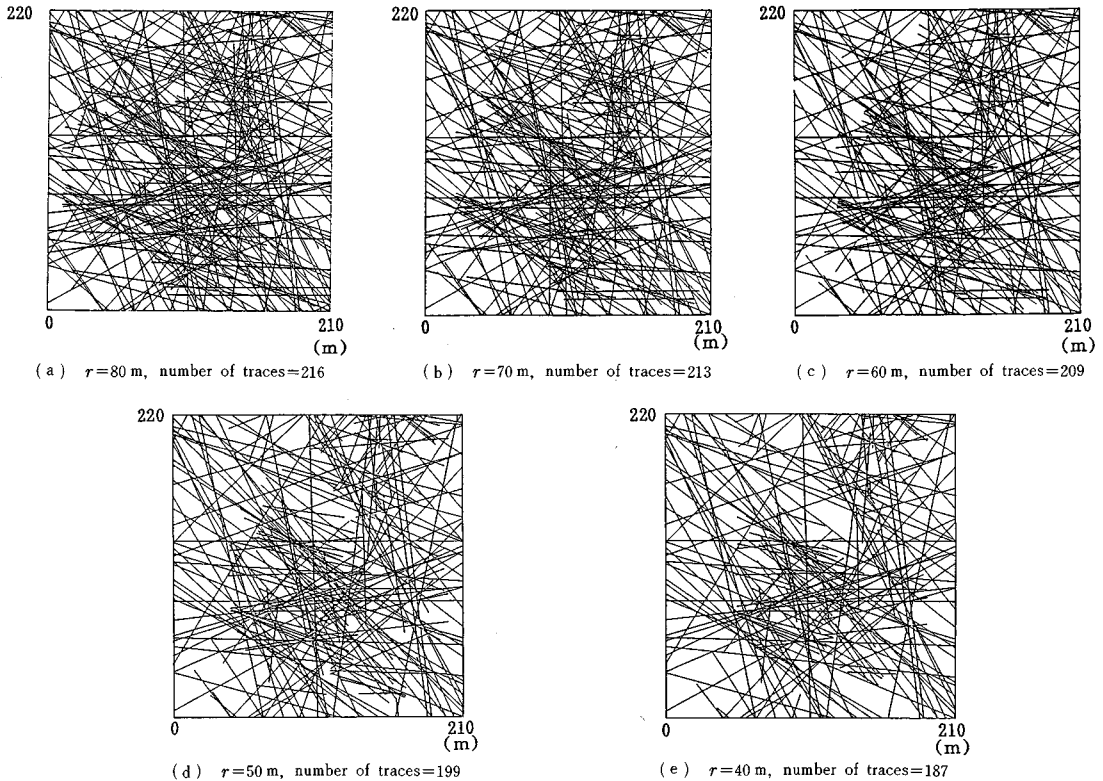 220
0
210
(m)
(a) r=80 m, number of traces=216
220
0
210
(m)
(b) r=70 m, number of traces=213
220
0
210
(m)
(c) r=60 m, number of traces=209
220
0
210
(m)
(d) r=50 m, number of traces=199
220
0
210
(m)
(e) r=40 m, number of traces=187